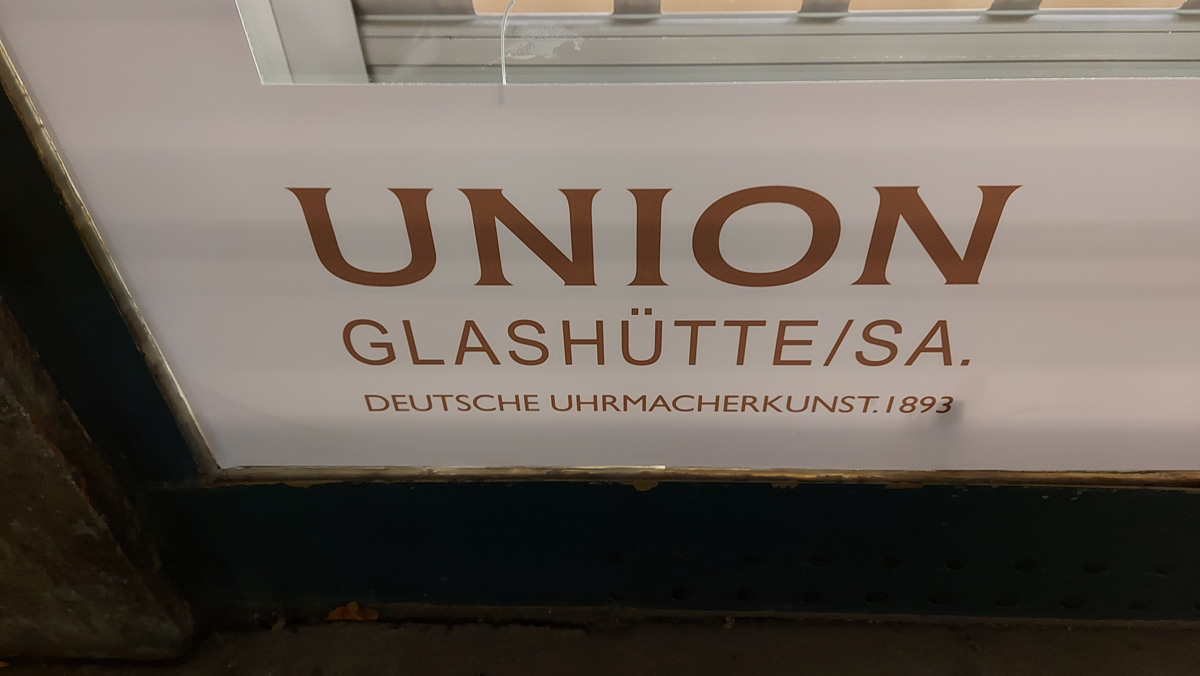 UNION
GLASHÜTTE/SA.
DEUTSCHE UHRMACHERKUNST.1893